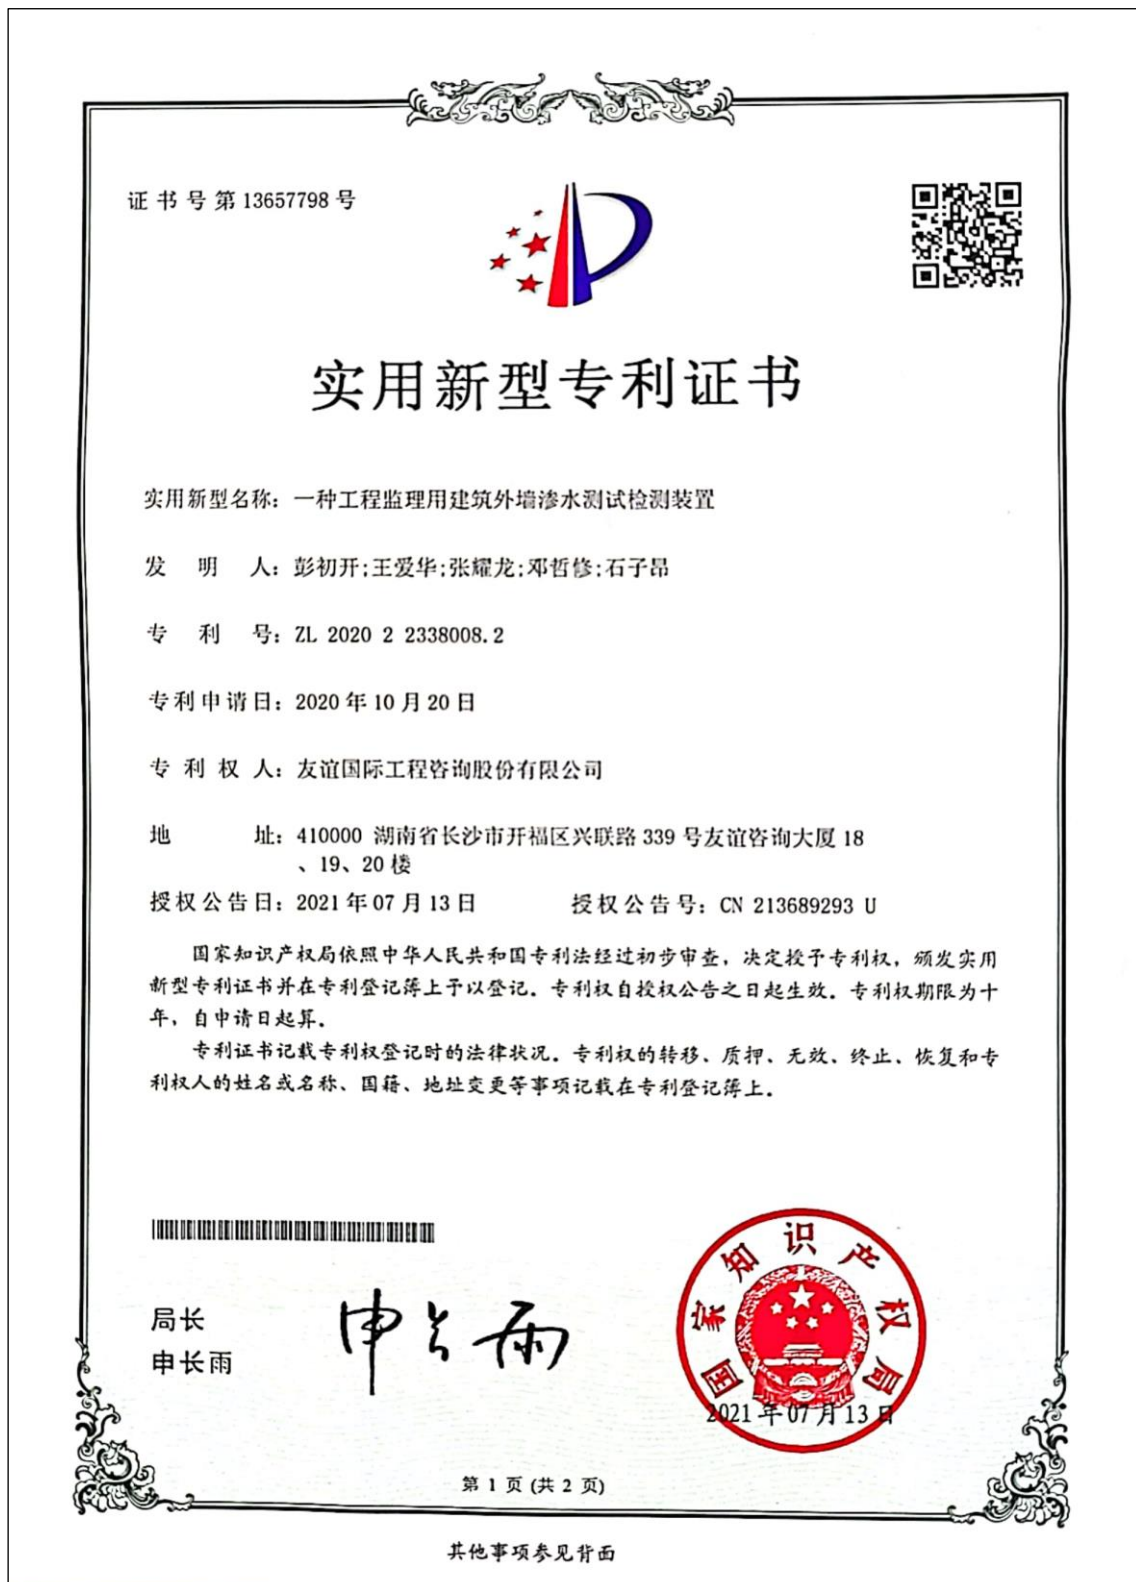 证书号第13657798号
实用新型专利证书
实用新型名称：一种工程监理用建筑外墙渗水测试检测装置
发明人：彭初开;王爱华;张耀龙;邓哲修;石子昂
专利号：ZL 2020 2 2338008.2
专利申请日：2020年10月20日
专利权人：友谊国际工程咨询股份有限公司
地址：410000 湖南省长沙市开福区兴联路339号友谊咨询大厦18
、19、20楼
授权公告日：2021年07月13日 授权公告号：CN 213689293 U
国家知识产权局依照中华人民共和国专利法经过初步审查，决定授予专利权，颁发实用
新型专利证书并在专利登记簿上予以登记。专利权自授权公告之日起生效。专利权期限为十
年，自申请日起算。
专利证书记载专利权登记时的法律状况。专利权的转移、质押、无效、终止、恢复和专
利权人的姓名或名称、国籍、地址变更等事项记载在专利登记簿上。
局长
申长雨
申长雨
国家知识产权局
2021年07月13日
第1页(共2页)
其他事项参见背面